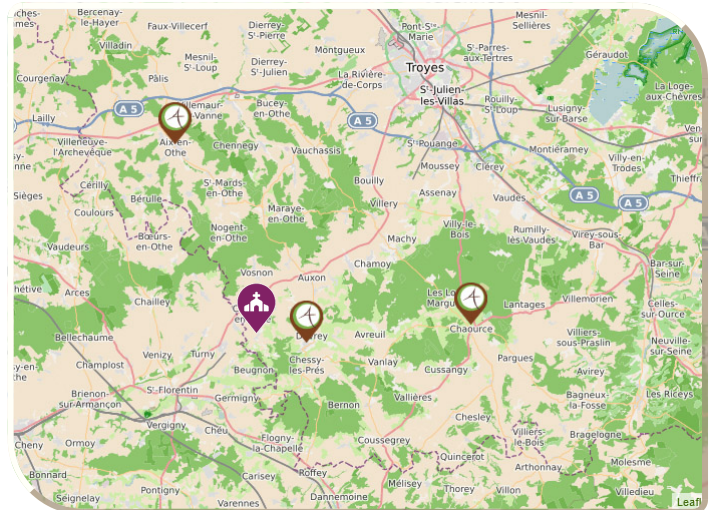 Bercenay-
le-Hayer
Faux-Villecerf
Dierrey-
S^t-Pierre
Pont-S^te-
Marie
Mesnil-
Sellières
Villadin
Montgueux
S^t-Parres-
aux-Tertres
Géraudot
Courgenay
Pâlis
Mesnil-
S^t-Loup
Dierrey-
S^t-Julien
La Rivière-
de-Corps
Troyes
S^t-Julien-
les-Villas
La Loge-
aux-Chèvres
Lailly
A 5
Bucey-
en-Othe
A 5
Rouilly-
S^t-Loup
Lusigny-
sur-Barse
Villeneuve-
l'Archevêque
Aix-en-
Othe
Chennegy
Vauchassis
S^t-Pouange
Montiéramey
Villy-en-
Trodes
Moussey
Clérey
Cérilly
Bérulle
S^t-Mards-
en-Othe
Bouilly
Assenay
Vaudes
A 5
A 5
Sièges
Coulours
Maraye-
en-Othe
Villery
Nogent-
en-Othe
Villy-le-
Bois
Rumilly-
lès-Vaudes
Virey-sous-
Bar
Vaudeurs
Bœurs-
en-Othe
Machy
Vosnon
Auxon
Chamoy
Bar-sur-
Seine
Arces
Chailley
Lantages
Villemorien
Celles-
sur-Ource
Chaource
Bellechaume
Avreuil
Villiers-
sous-Praslin
Neuville-
sur-Seine
Champlost
Venizy
Turny
Chessy-
les-Prés
Vanlay
Cussangy
Pargues
Avirey
Beugnon
Brienon-
sur-Armançon
S^t-Florentin
Germigny
Bernon
Vallières
Bagneux-
la-Fosse
Les Riceys
Vergigny
Chéu
Chesley
Cheny
Ormoy
Flogny-
la-Chapelle
Coussegrey
Villiers-
le-Bois
Bragelogne
Quincerot
Arthonnay
Molesme
Bonnard
Carisey
Roffey
Mélisey
Thorey
Villon
Villedieu
Seignelay
Pontigny
Varennes
Dannemoine
Leafl